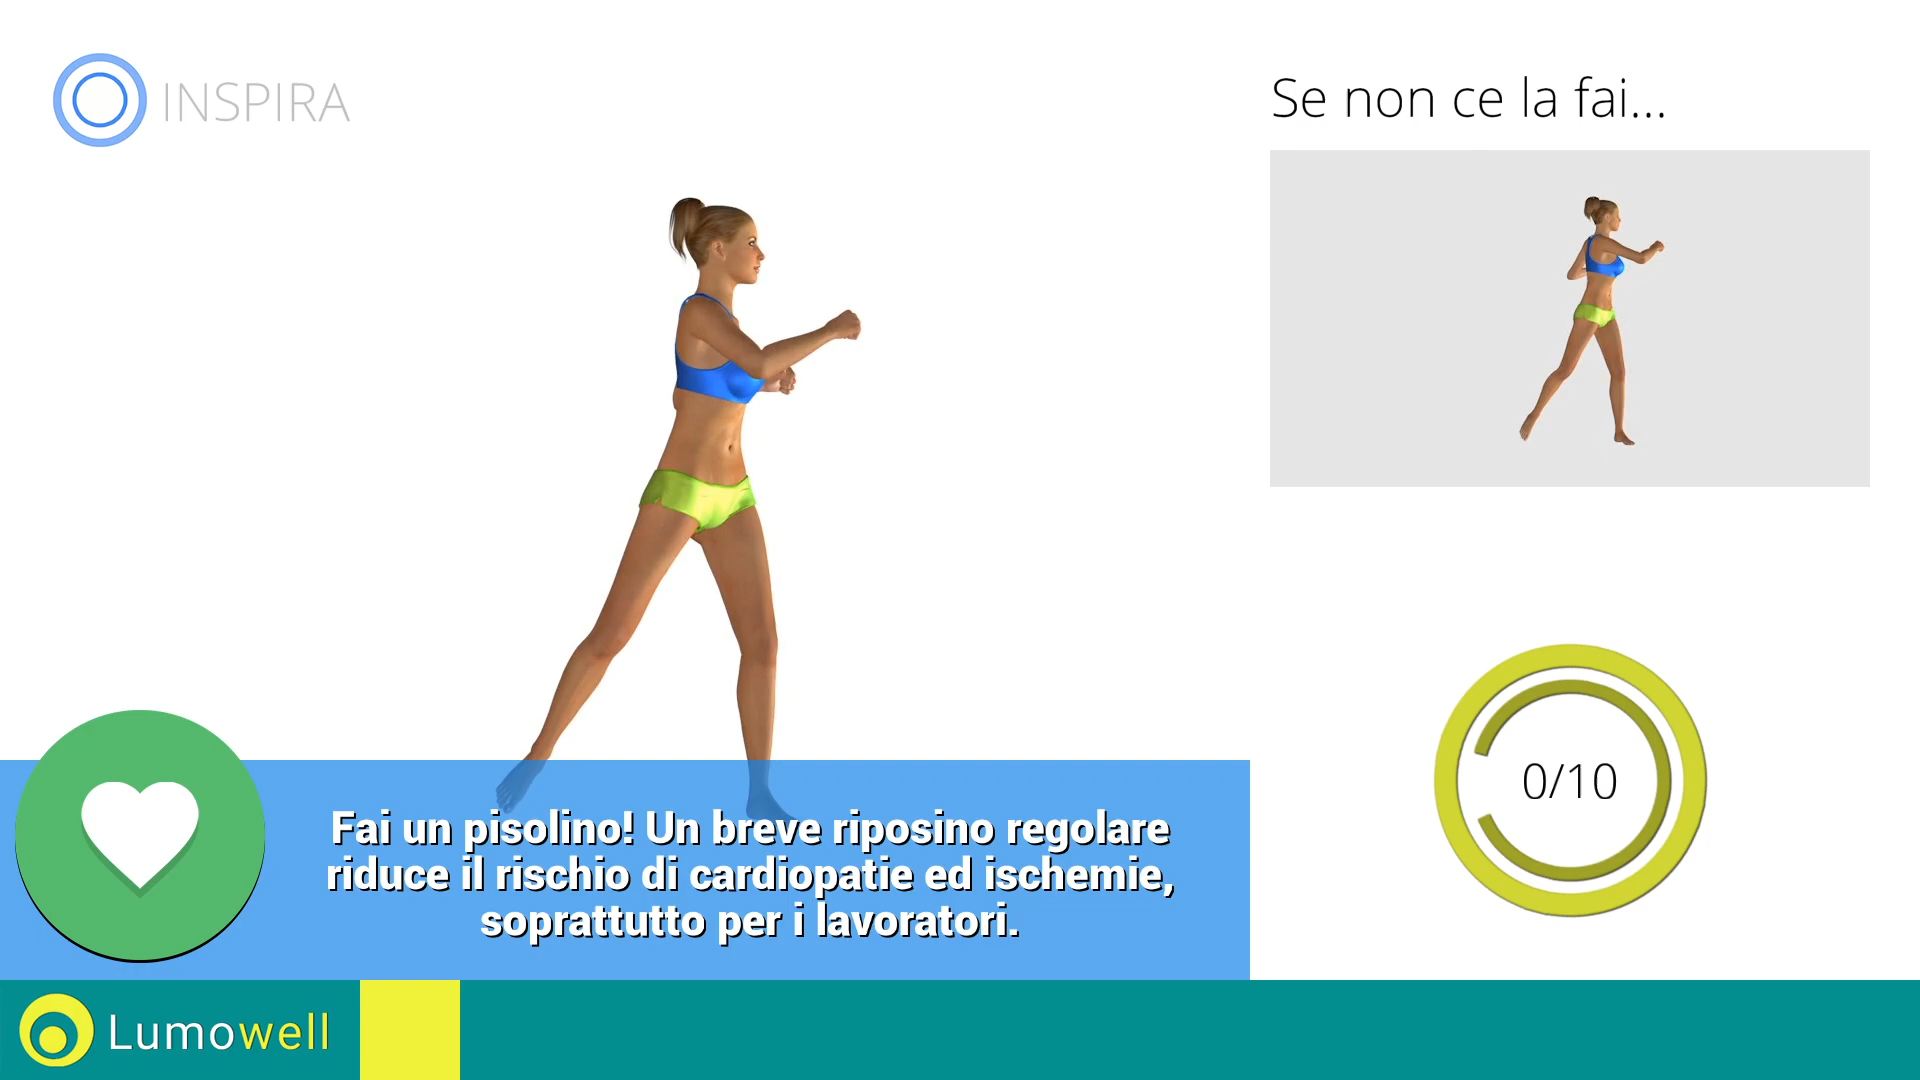 INSPIRA
Se non ce la fai...
0/10
Fai un pisolino! Un breve riposino regolare
riduce il rischio di cardiopatie ed ischemie,
soprattutto per i lavoratori.
Lumowell